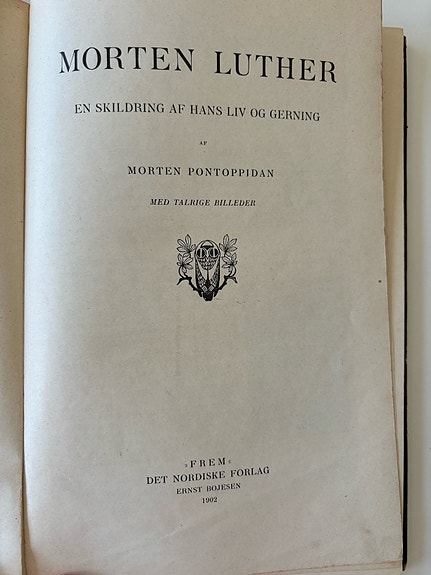 MORTEN LUTHER
EN SKILDRING AF HANS LIV OG GERNING
AF
MORTEN PONTOPPIDAN
MED TALRIGE BILLEDER
»FREM«
DET NORDISKE FORLAG
ERNST BOJESEN
1902